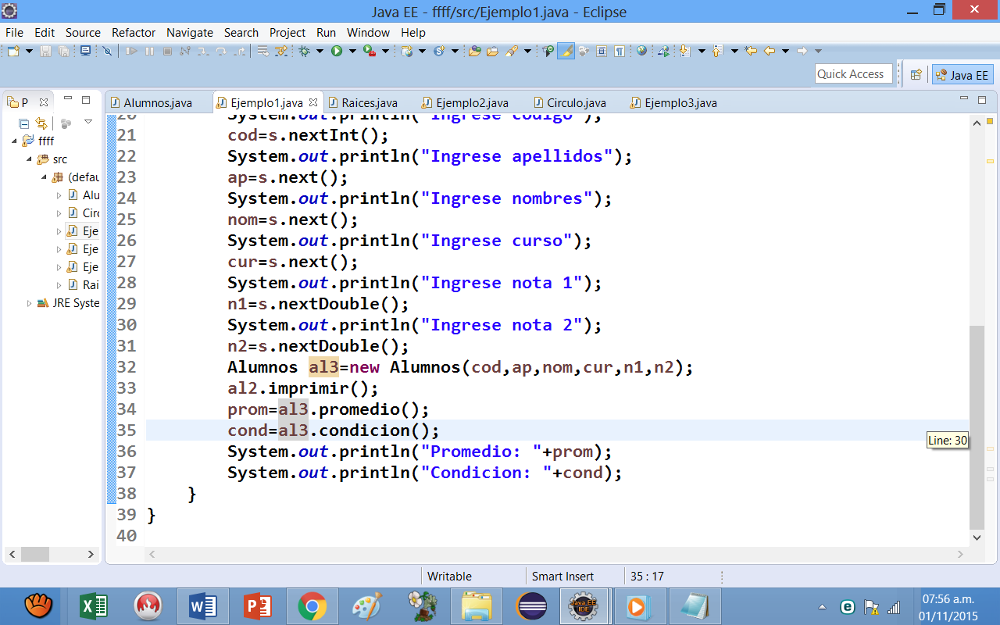 Java EE - ffff/src/Ejemplo1.java - Eclipse
File Edit Source Refactor Navigate Search Project Run Window Help
Quick Access
Java EE
P
Alumnos.java
Ejemplo1.java
Raices.java
Ejemplo2.java
Circulo.java
Ejemplo3.java
ffff
src
(defau
Alu
Circ
Eje
Eje
Eje
Rai
JRE Syste
20 System.out.println("Ingrese codigo");
21 cod=s.nextInt();
22 System.out.println("Ingrese apellidos");
23 ap=s.next();
24 System.out.println("Ingrese nombres");
25 nom=s.next();
26 System.out.println("Ingrese curso");
27 cur=s.next();
28 System.out.println("Ingrese nota 1");
29 n1=s.nextDouble();
30 System.out.println("Ingrese nota 2");
31 n2=s.nextDouble();
32 Alumnos al3=new Alumnos(cod,ap,nom,cur,n1,n2);
33 al2.imprimir();
34 prom=al3.promedio();
35 cond=al3.condicion();
36 System.out.println("Promedio: "+prom);
37 System.out.println("Condicion: "+cond);
38 }
39 }
40
Line: 30
Writable
Smart Insert
35 : 17
Java EE
IDE
07:56 a.m.
01/11/2015